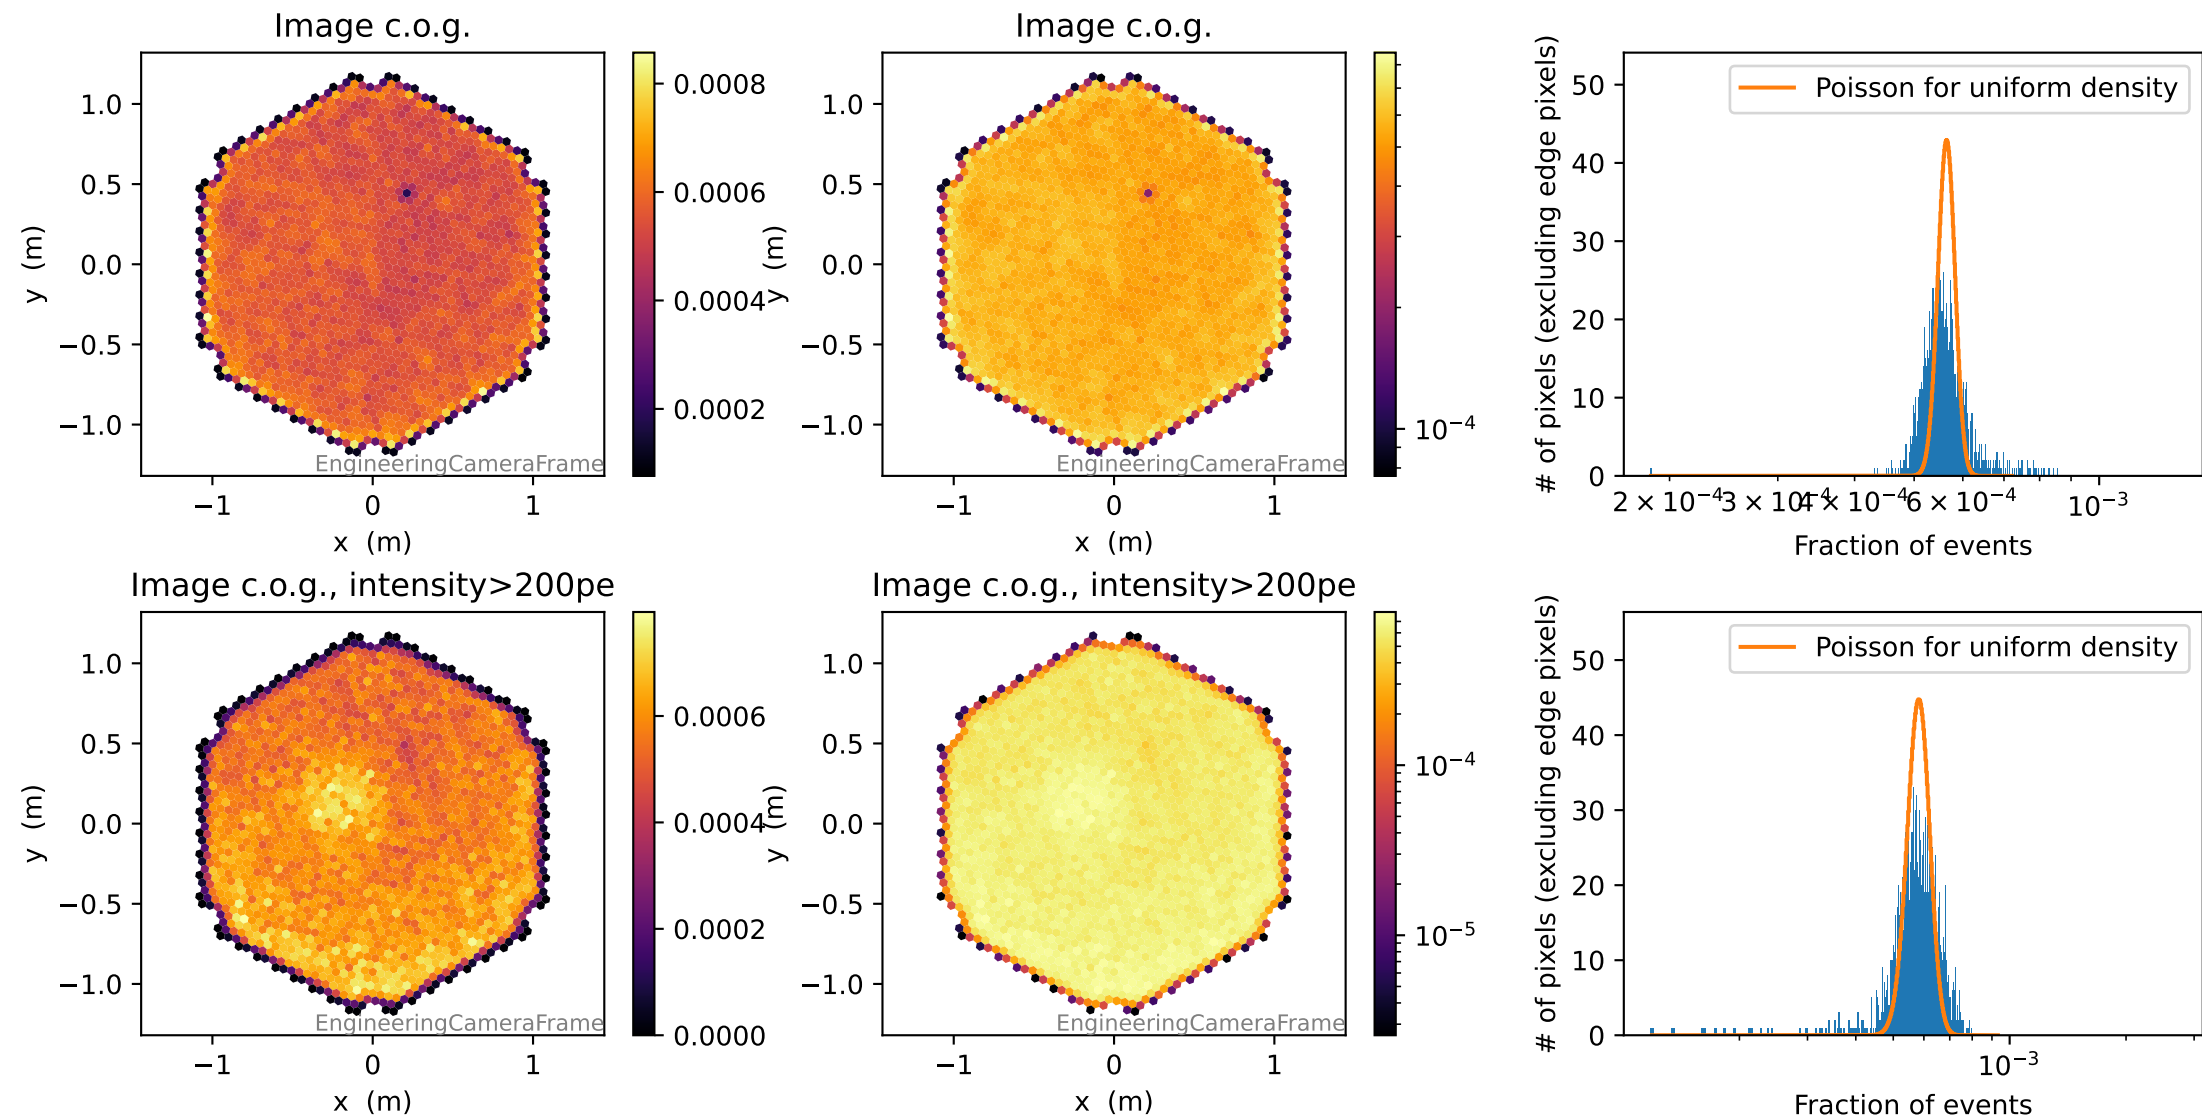 Image c.o.g.
1.0
0.5
0.0
−0.5
−1.0
y (m)
−1 0 1
x (m)
EngineeringCameraFrame
0.0008
0.0006
0.0004
0.0002
Image c.o.g.
1.0
0.5
0.0
−0.5
−1.0
y (m)
−1 0 1
x (m)
EngineeringCameraFrame
10⁻⁴
# of pixels (excluding edge pixels)
50
40
30
20
10
0
Poisson for uniform density
2 × 10⁻⁴ 3 × 10⁻⁴ 4 × 10⁻⁴ 6 × 10⁻⁴ 10⁻³
Fraction of events
Image c.o.g., intensity>200pe
1.0
0.5
0.0
−0.5
−1.0
y (m)
−1 0 1
x (m)
EngineeringCameraFrame
0.0006
0.0004
0.0002
0.0000
Image c.o.g., intensity>200pe
1.0
0.5
0.0
−0.5
−1.0
y (m)
−1 0 1
x (m)
EngineeringCameraFrame
10⁻⁴
10⁻⁵
# of pixels (excluding edge pixels)
50
40
30
20
10
0
Poisson for uniform density
10⁻³
Fraction of events